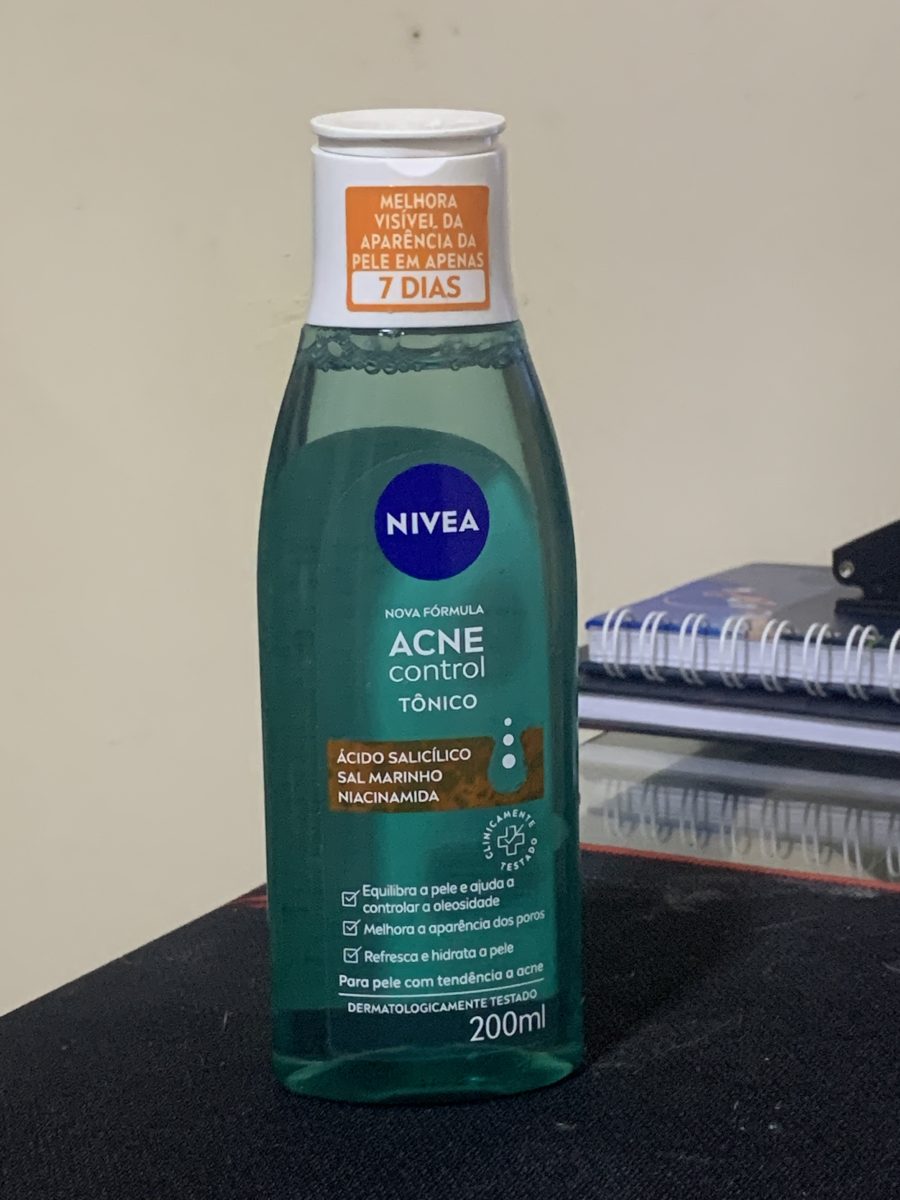 MELHORA
VISÍVEL DA
APARÊNCIA DA
PELE EM APENAS
7 DIAS
NIVEA
NOVA FÓRMULA
ACNE
control
TÔNICO
ÁCIDO SALICÍLICO
SAL MARINHO
NIACINAMIDA
CLINICAMENTE
TESTADO
Equilibra a pele e ajuda a
controlar a oleosidade
Melhora a aparência dos poros
Refresca e hidrata a pele
Para pele com tendência a acne
DERMATOLOGICAMENTE TESTADO
200ml